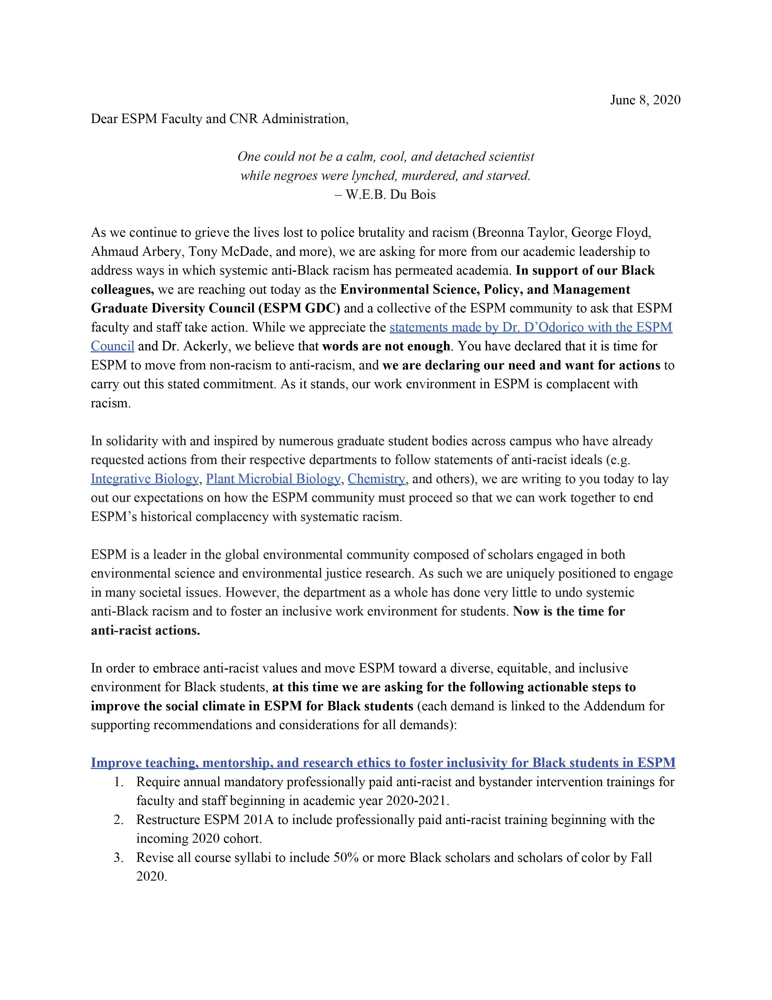 June 8, 2020
Dear ESPM Faculty and CNR Administration,
One could not be a calm, cool, and detached scientist
while negroes were lynched, murdered, and starved.
– W.E.B. Du Bois
As we continue to grieve the lives lost to police brutality and racism (Breonna Taylor, George Floyd,
Ahmaud Arbery, Tony McDade, and more), we are asking for more from our academic leadership to
address ways in which systemic anti-Black racism has permeated academia. In support of our Black
colleagues, we are reaching out today as the Environmental Science, Policy, and Management
Graduate Diversity Council (ESPM GDC) and a collective of the ESPM community to ask that ESPM
faculty and staff take action. While we appreciate the statements made by Dr. D’Odorico with the ESPM
Council and Dr. Ackerly, we believe that words are not enough. You have declared that it is time for
ESPM to move from non-racism to anti-racism, and we are declaring our need and want for actions to
carry out this stated commitment. As it stands, our work environment in ESPM is complacent with
racism.
In solidarity with and inspired by numerous graduate student bodies across campus who have already
requested actions from their respective departments to follow statements of anti-racist ideals (e.g.
Integrative Biology, Plant Microbial Biology, Chemistry, and others), we are writing to you today to lay
out our expectations on how the ESPM community must proceed so that we can work together to end
ESPM’s historical complacency with systematic racism.
ESPM is a leader in the global environmental community composed of scholars engaged in both
environmental science and environmental justice research. As such we are uniquely positioned to engage
in many societal issues. However, the department as a whole has done very little to undo systemic
anti-Black racism and to foster an inclusive work environment for students. Now is the time for
anti-racist actions.
In order to embrace anti-racist values and move ESPM toward a diverse, equitable, and inclusive
environment for Black students, at this time we are asking for the following actionable steps to
improve the social climate in ESPM for Black students (each demand is linked to the Addendum for
supporting recommendations and considerations for all demands):
Improve teaching, mentorship, and research ethics to foster inclusivity for Black students in ESPM
1. Require annual mandatory professionally paid anti-racist and bystander intervention trainings for
faculty and staff beginning in academic year 2020-2021.
2. Restructure ESPM 201A to include professionally paid anti-racist training beginning with the
incoming 2020 cohort.
3. Revise all course syllabi to include 50% or more Black scholars and scholars of color by Fall
2020.